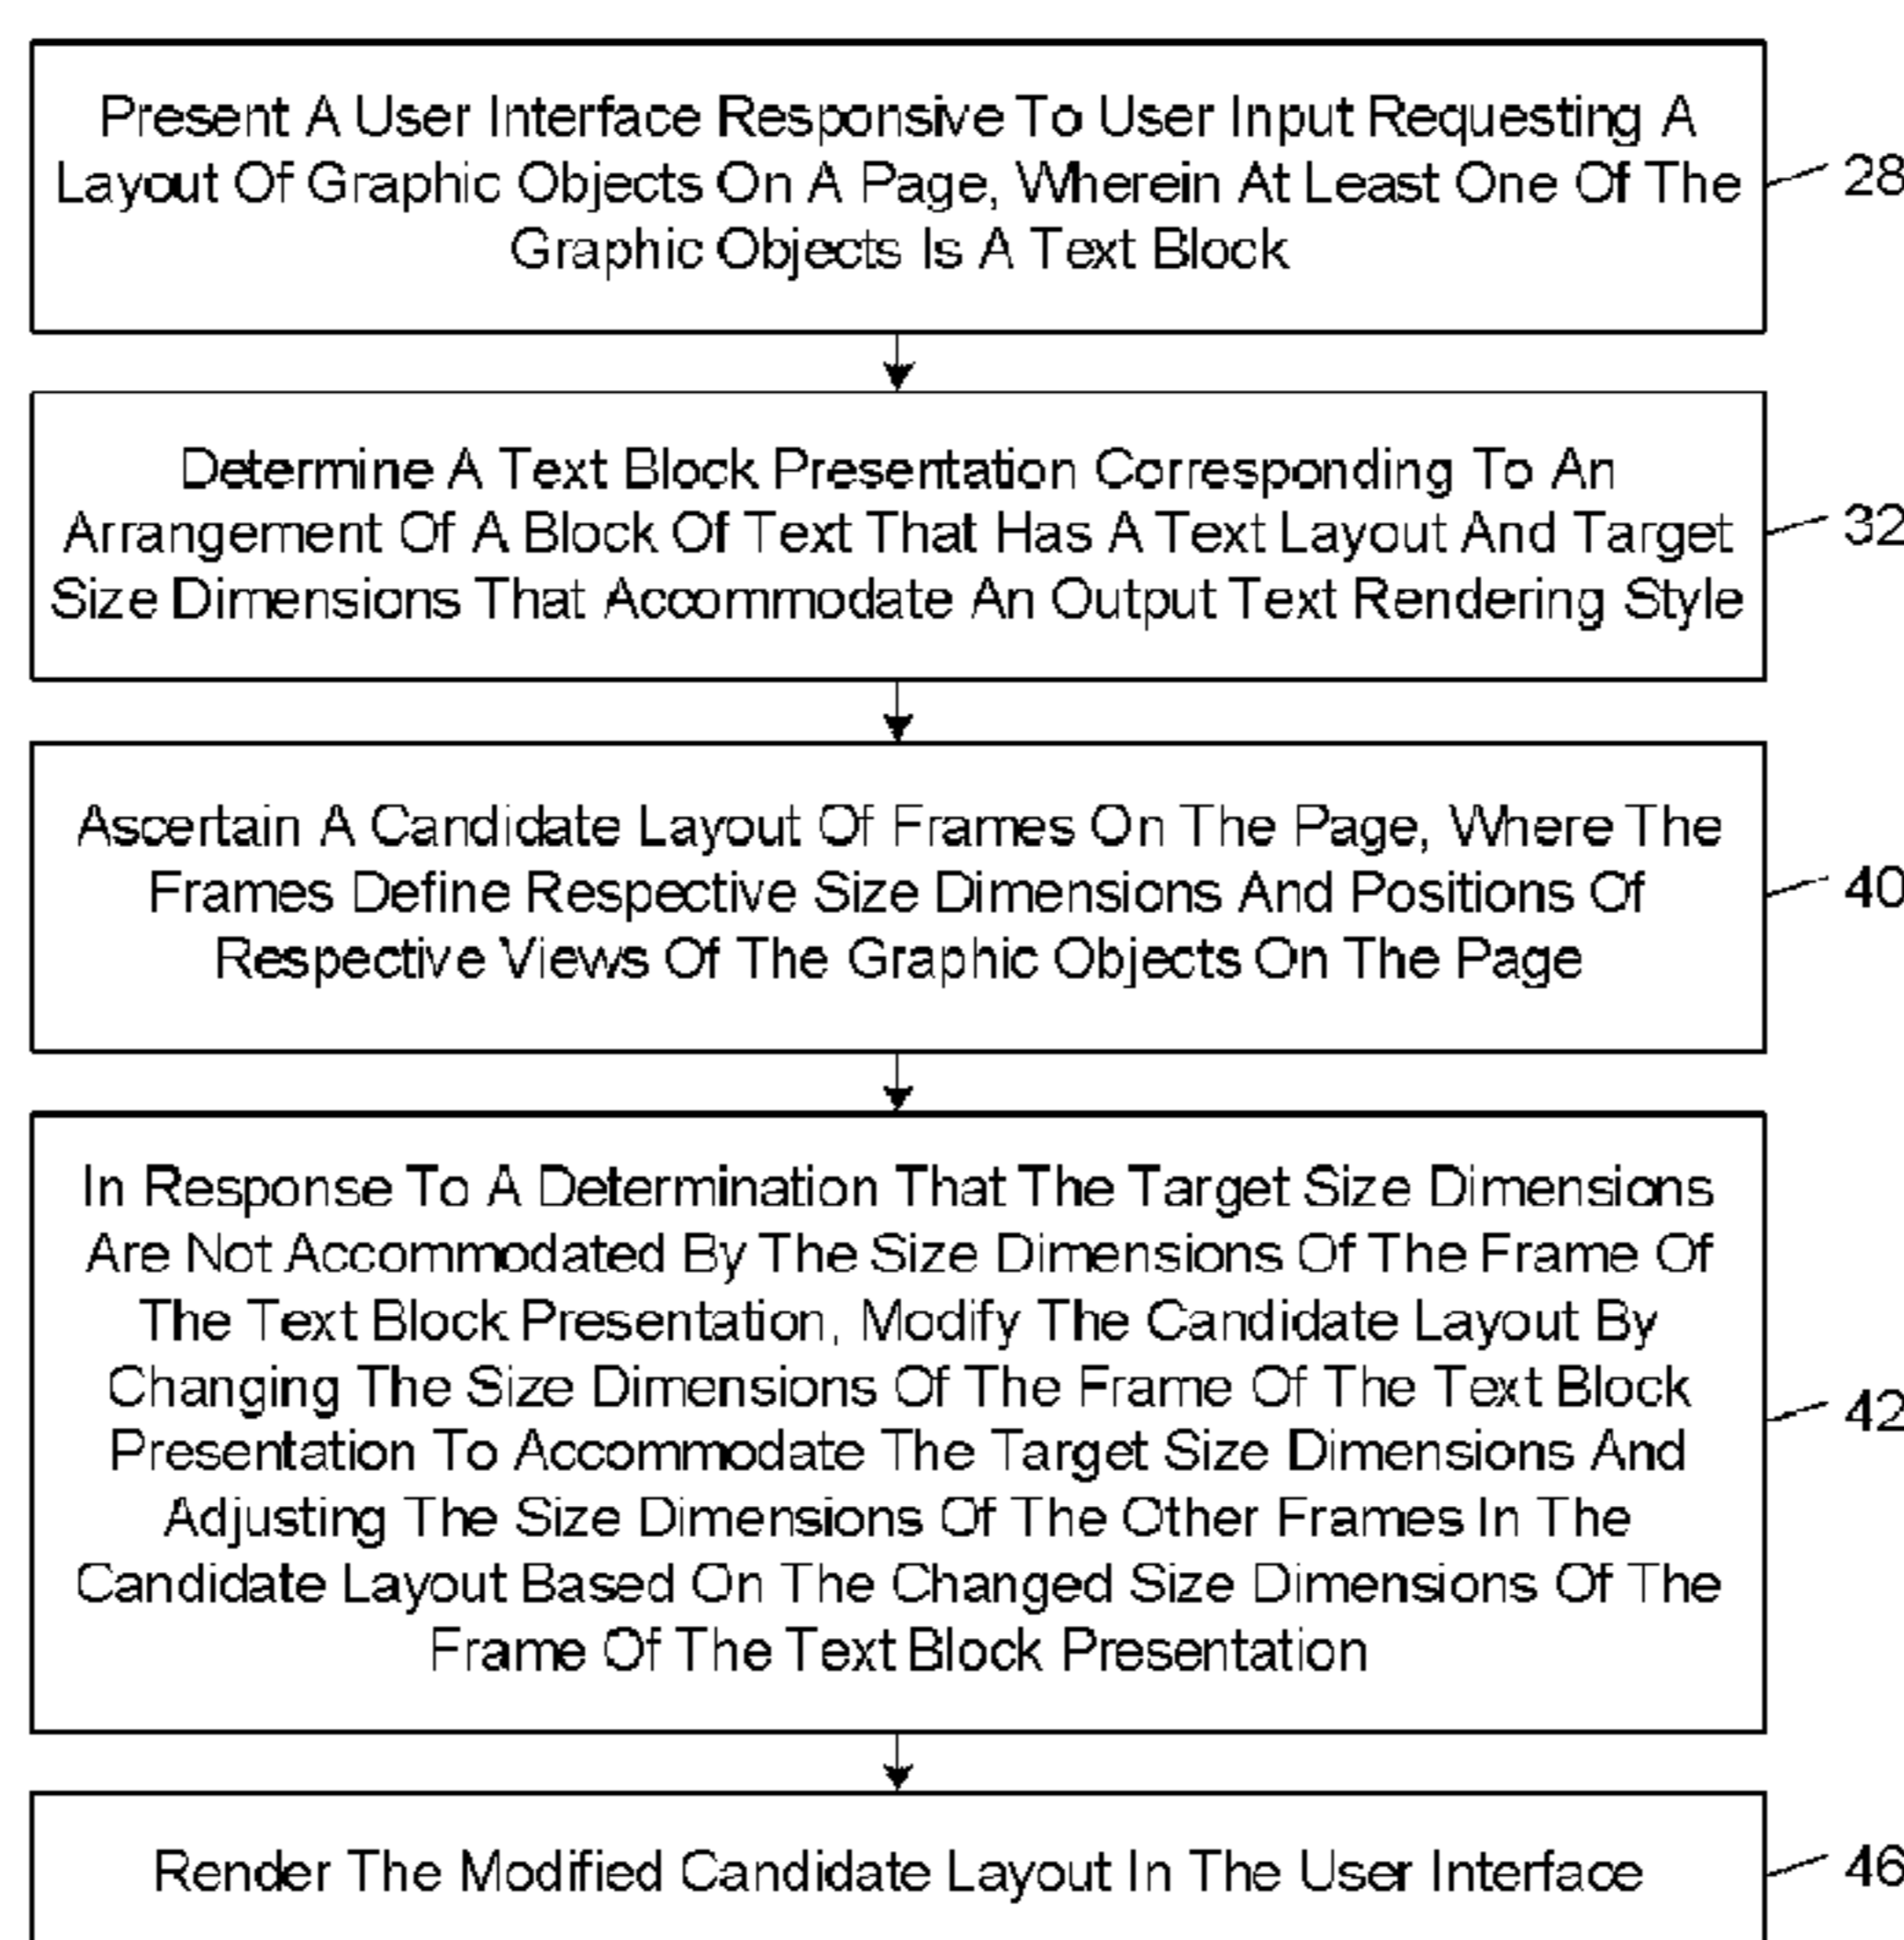 Present A User Interface Responsive To User Input Requesting A
Layout Of Graphic Objects On A Page, Wherein At Least One Of The
Graphic Objects Is A Text Block
28
Determine A Text Block Presentation Corresponding To An
Arrangement Of A Block Of Text That Has A Text Layout And Target
Size Dimensions That Accommodate An Output Text Rendering Style
32
Ascertain A Candidate Layout Of Frames On The Page, Where The
Frames Define Respective Size Dimensions And Positions Of
Respective Views Of The Graphic Objects On The Page
40
In Response To A Determination That The Target Size Dimensions
Are Not Accommodated By The Size Dimensions Of The Frame Of
The Text Block Presentation, Modify The Candidate Layout By
Changing The Size Dimensions Of The Frame Of The Text Block
Presentation To Accommodate The Target Size Dimensions And
Adjusting The Size Dimensions Of The Other Frames In The
Candidate Layout Based On The Changed Size Dimensions Of The
Frame Of The Text Block Presentation
42
Render The Modified Candidate Layout In The User Interface
46